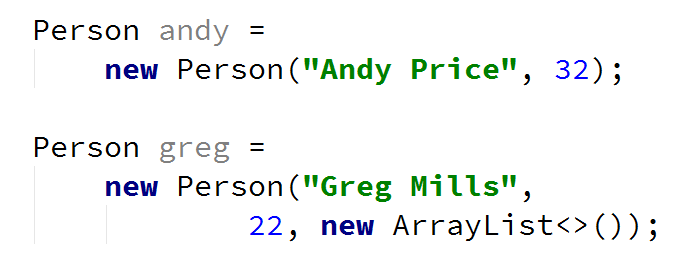 Person andy =
new Person("Andy Price", 32);
Person greg =
new Person("Greg Mills",
22, new ArrayList<>());